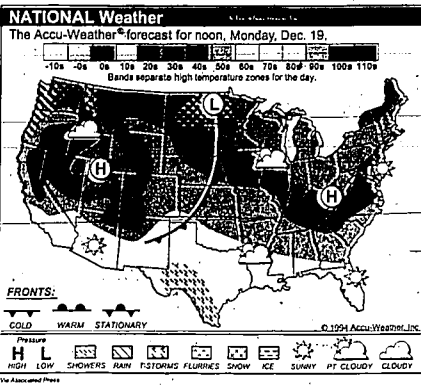 NATIONAL Weather
The Accu-Weather® forecast for noon, Monday, Dec. 19.
-10s -0s 0s 10s 20s 30s 40s 50s 60s 70s 80s 90s 100s 110s
Bands separate high temperature zones for the day.
L
H
H
FRONTS:
COLD WARM STATIONARY
© 1994 Accu-Weather, Inc.
Pressure
H L
HIGH LOW SHOWERS RAIN T-STORMS FLURRIES SNOW ICE SUNNY PT CLOUDY CLOUDY
Via Associated Press